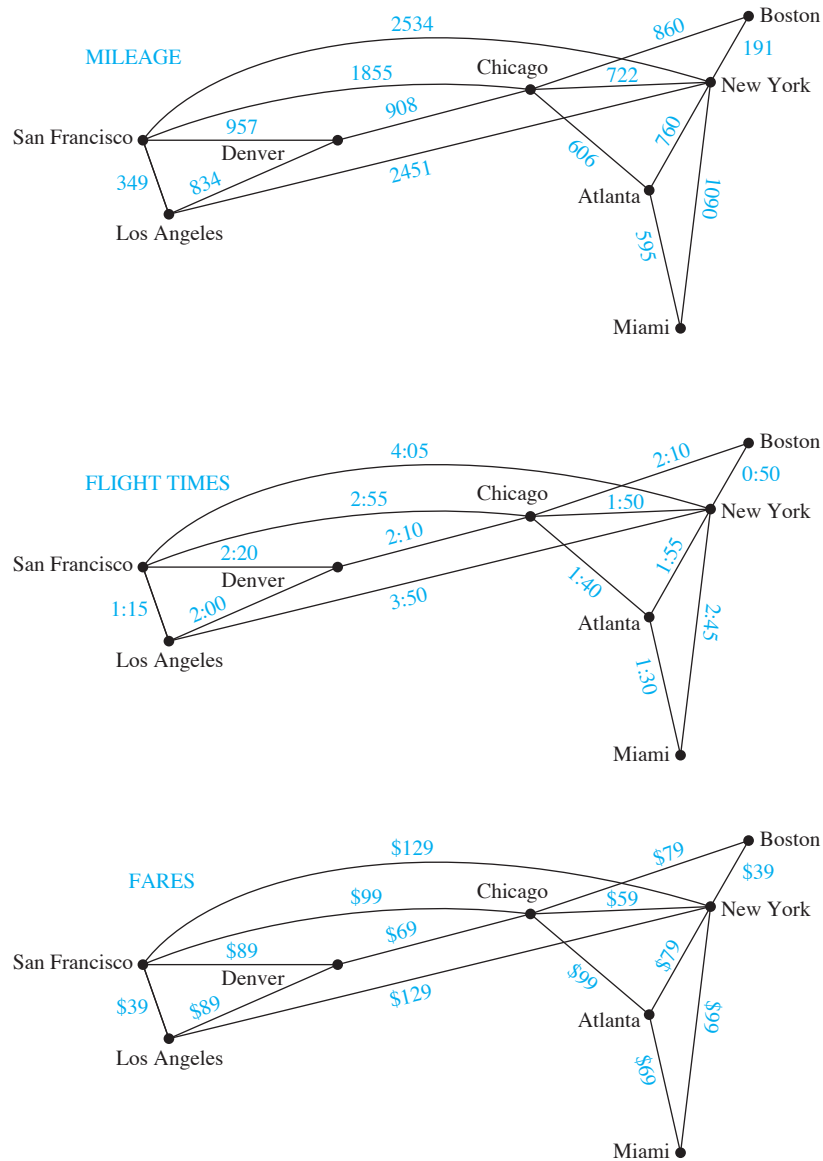 2534
860
Boston
MILEAGE
191
1855
Chicago
722
New York
908
San Francisco
957
Denver
760
606
349
834
2451
Atlanta
1090
Los Angeles
595
Miami
4:05
2:10
Boston
FLIGHT TIMES
0:50
2:55
Chicago
1:50
New York
2:10
San Francisco
2:20
Denver
1:55
1:40
1:15
2:00
3:50
Atlanta
2:45
Los Angeles
1:30
Miami
$129
$79
Boston
FARES
$39
$99
Chicago
$59
New York
$69
San Francisco
$89
Denver
$79
$99
$39
$89
$129
Atlanta
$99
Los Angeles
$69
Miami